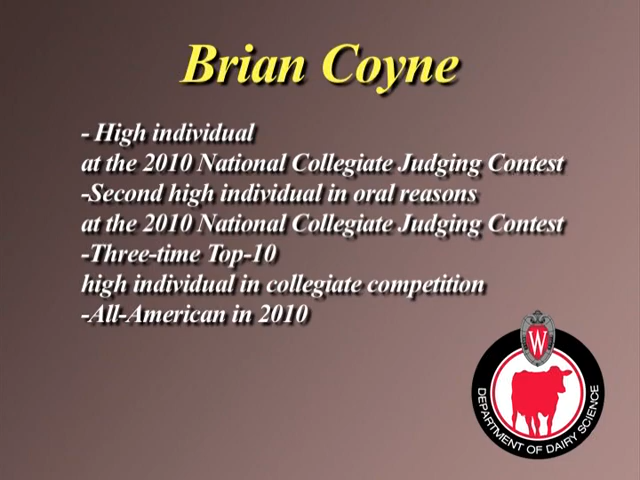 Brian Coyne
- High individual
at the 2010 National Collegiate Judging Contest
-Second high individual in oral reasons
at the 2010 National Collegiate Judging Contest
-Three-time Top-10
high individual in collegiate competition
-All-American in 2010
W
DEPARTMENT OF DAIRY SCIENCE